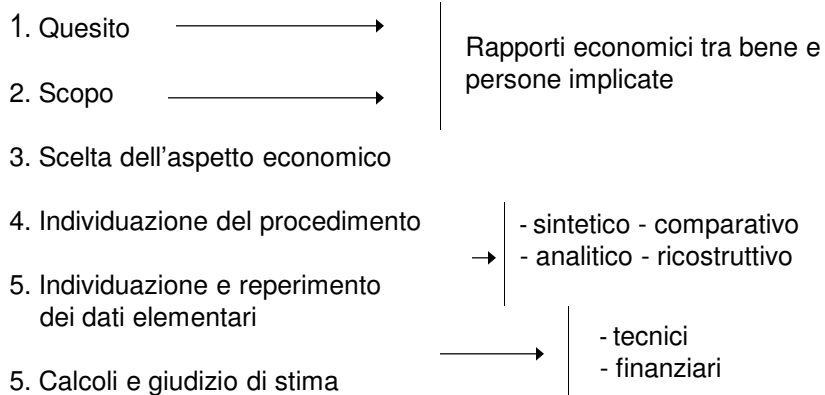 1. Quesito
Rapporti economici tra bene e
persone implicate
2. Scopo
3. Scelta dell'aspetto economico
4. Individuazione del procedimento
- sintetico - comparativo
- analitico - ricostruttivo
5. Individuazione e reperimento
dei dati elementari
- tecnici
- finanziari
5. Calcoli e giudizio di stima